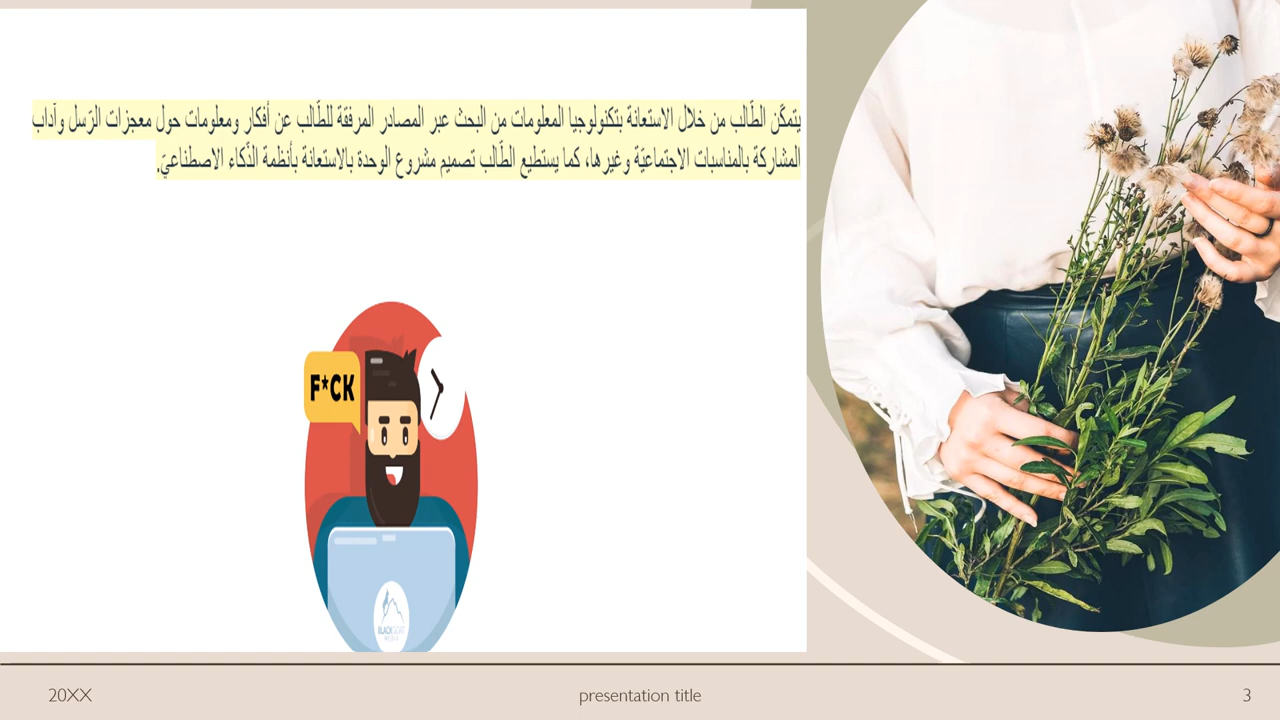 يتمكّن الطّالب من خلال الاستعانة بتكنولوجيا المعلومات من البحث عبر المصادر المرفقة للطّالب عن أفكار ومعلومات حول معجزات الرّسل وآداب
المشاركة بالمناسبات الاجتماعيّة وغيرها، كما يستطيع الطّالب تصميم مشروع الوحدة بالاستعانة بأنظمة الذّكاء الاصطناعيّ.
F*CK
BLACKGOAT
MEDIA
20XX
presentation title
3